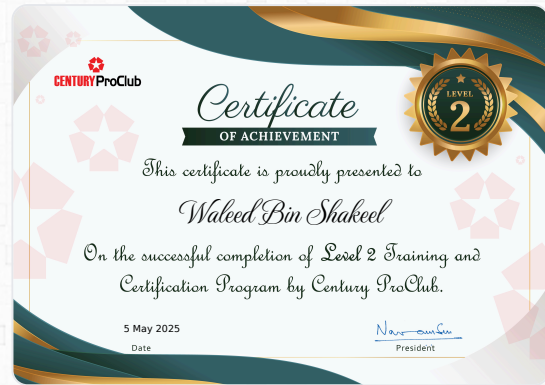 CENTURY ProClub
Certificate
OF ACHIEVEMENT
LEVEL
2
This certificate is proudly presented to
Waleed Bin Shakeel
On the successful completion of Level 2 Training and
Certification Program by Century ProClub.
5 May 2025
Date
President